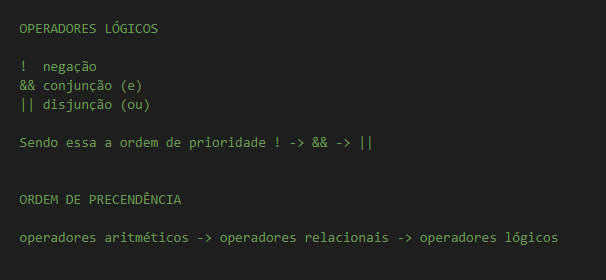 OPERADORES LÓGICOS
! negação
&& conjunção (e)
|| disjunção (ou)
Sendo essa a ordem de prioridade ! -> && -> ||
ORDEM DE PRECENDÊNCIA
operadores aritméticos -> operadores relacionais -> operadores lógicos